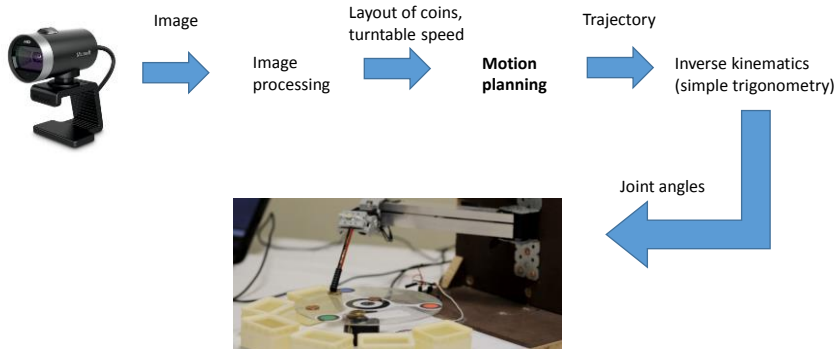 Image
Layout of coins,
turntable speed
Trajectory
Image
processing
Motion
planning
Inverse kinematics
(simple trigonometry)
Joint angles